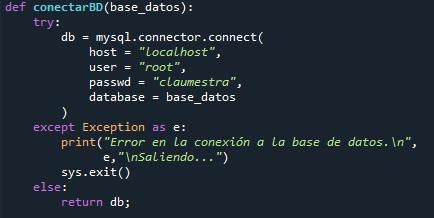 def conectarBD(base_datos):
    try:
        db = mysql.connector.connect(
            host = "localhost",
            user = "root",
            passwd = "claumestra",
            database = base_datos
        )
    except Exception as e:
        print("Error en la conexión a la base de datos.\n",
              e,"\nSaliendo...")
        sys.exit()
    else:
        return db;